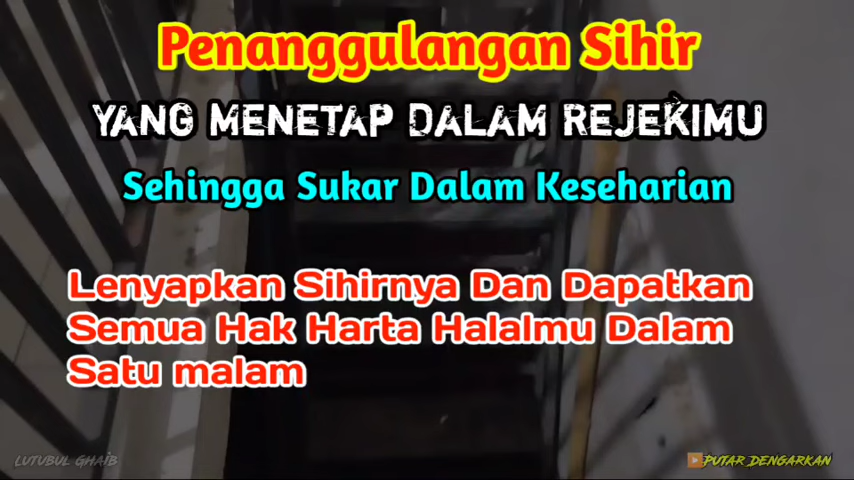 Penanggulangan Sihir
YANG MENETAP DALAM REJEKIMU
Sehingga Sukar Dalam Keseharian
Lenyapkan Sihirnya Dan Dapatkan
Semua Hak Harta Halalmu Dalam
Satu malam
LUTUBUL GHAIB
PUTAR DENGARKAN